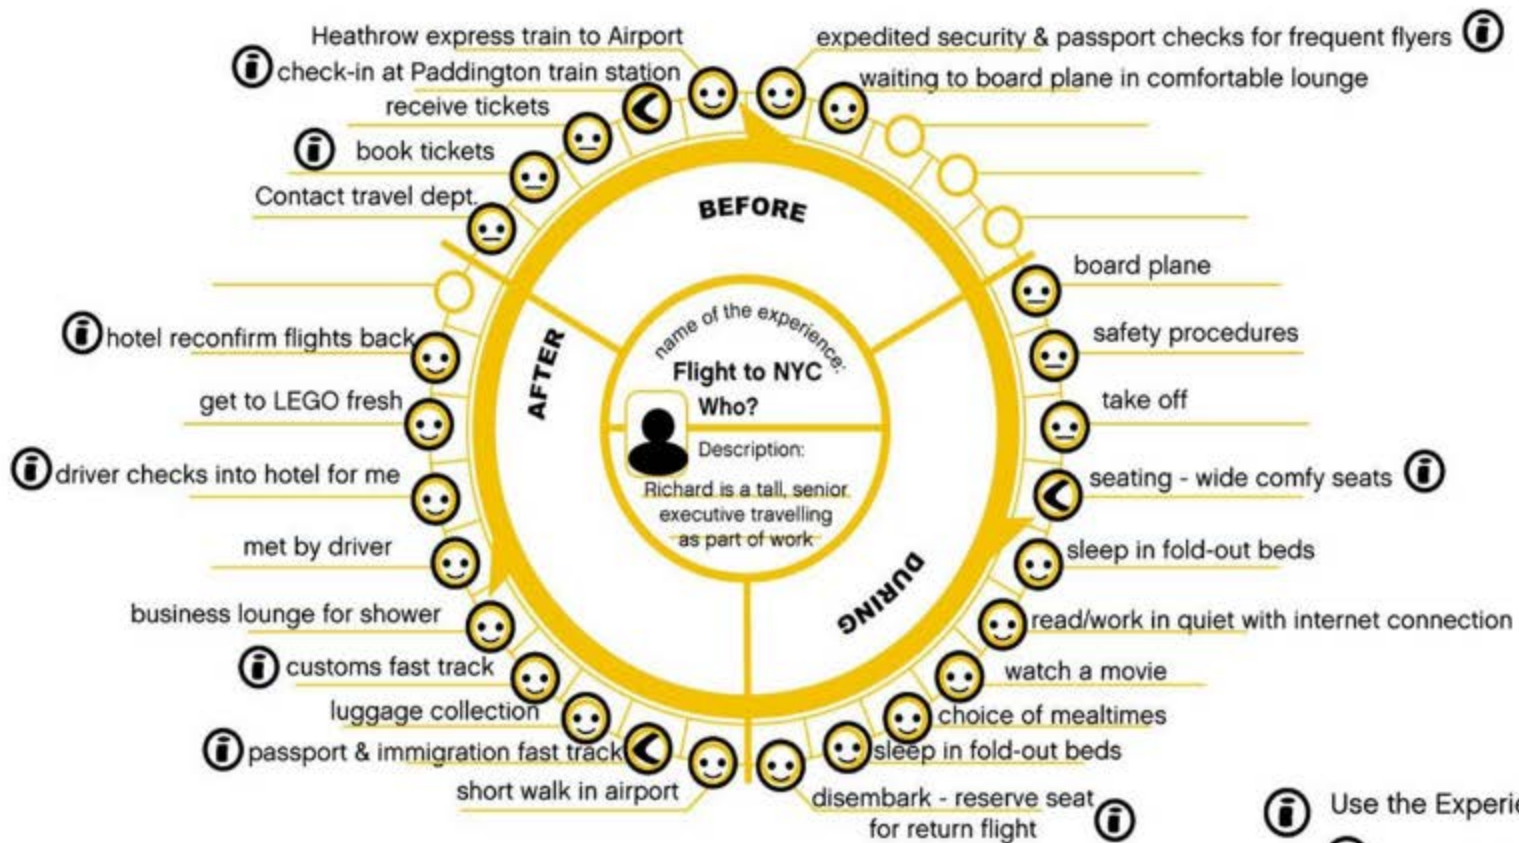 Heathrow express train to Airport
check-in at Paddington train station
receive tickets
book tickets
Contact travel dept.
expedited security & passport checks for frequent flyers
waiting to board plane in comfortable lounge
BEFORE
board plane
safety procedures
take off
seating - wide comfy seats
sleep in fold-out beds
read/work in quiet with internet connection
watch a movie
choice of mealtimes
sleep in fold-out beds
disembark - reserve seat
for return flight
DURING
short walk in airport
passport & immigration fast track
luggage collection
customs fast track
business lounge for shower
met by driver
driver checks into hotel for me
get to LEGO fresh
hotel reconfirm flights back
AFTER
name of the experience:
Flight to NYC
Who?
Description:
Richard is a tall, senior
executive travelling
as part of work
Use the Experie